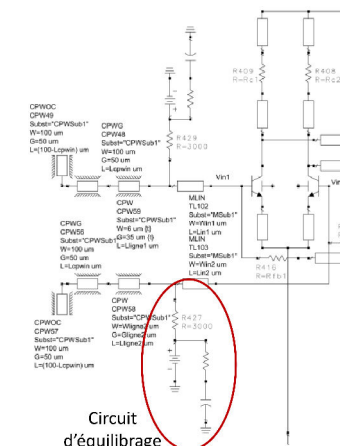 R409
R=Rc1
R408
R=Rc2
CPWOC
CPW49
Subst="CPWSub1"
W=100 um
G=50 um
L=(100-Lcpwin) um
CPWG
CPW48
Subst="CPWSub1"
W=100 um
G=50 um
L=Lcpwin um
R429
R=3000
CPW
CPW59
Subst="CPWSub1"
W=6 um {t}
G=35 um {t}
L=Lligne1 um
MLIN
TL102
Subst="MSub1"
W=Win1 um
L=Lin1 um
Vin1
CPWG
CPW56
Subst="CPWSub1"
W=100 um
G=50 um
L=Lcpwin um
MLIN
TL103
Subst="MSub1"
W=Win2 um
L=Lin2 um
R416
R=Rfb1
CPWOC
CPW57
Subst="CPWSub1"
W=100 um
G=50 um
L=(100-Lcpwin) um
CPW
CPW58
Subst="CPWSub1"
W=Wligne2 um
G=Gligne2 um
L=Lligne2 um
R427
R=3000
Circuit
d'équilibrage